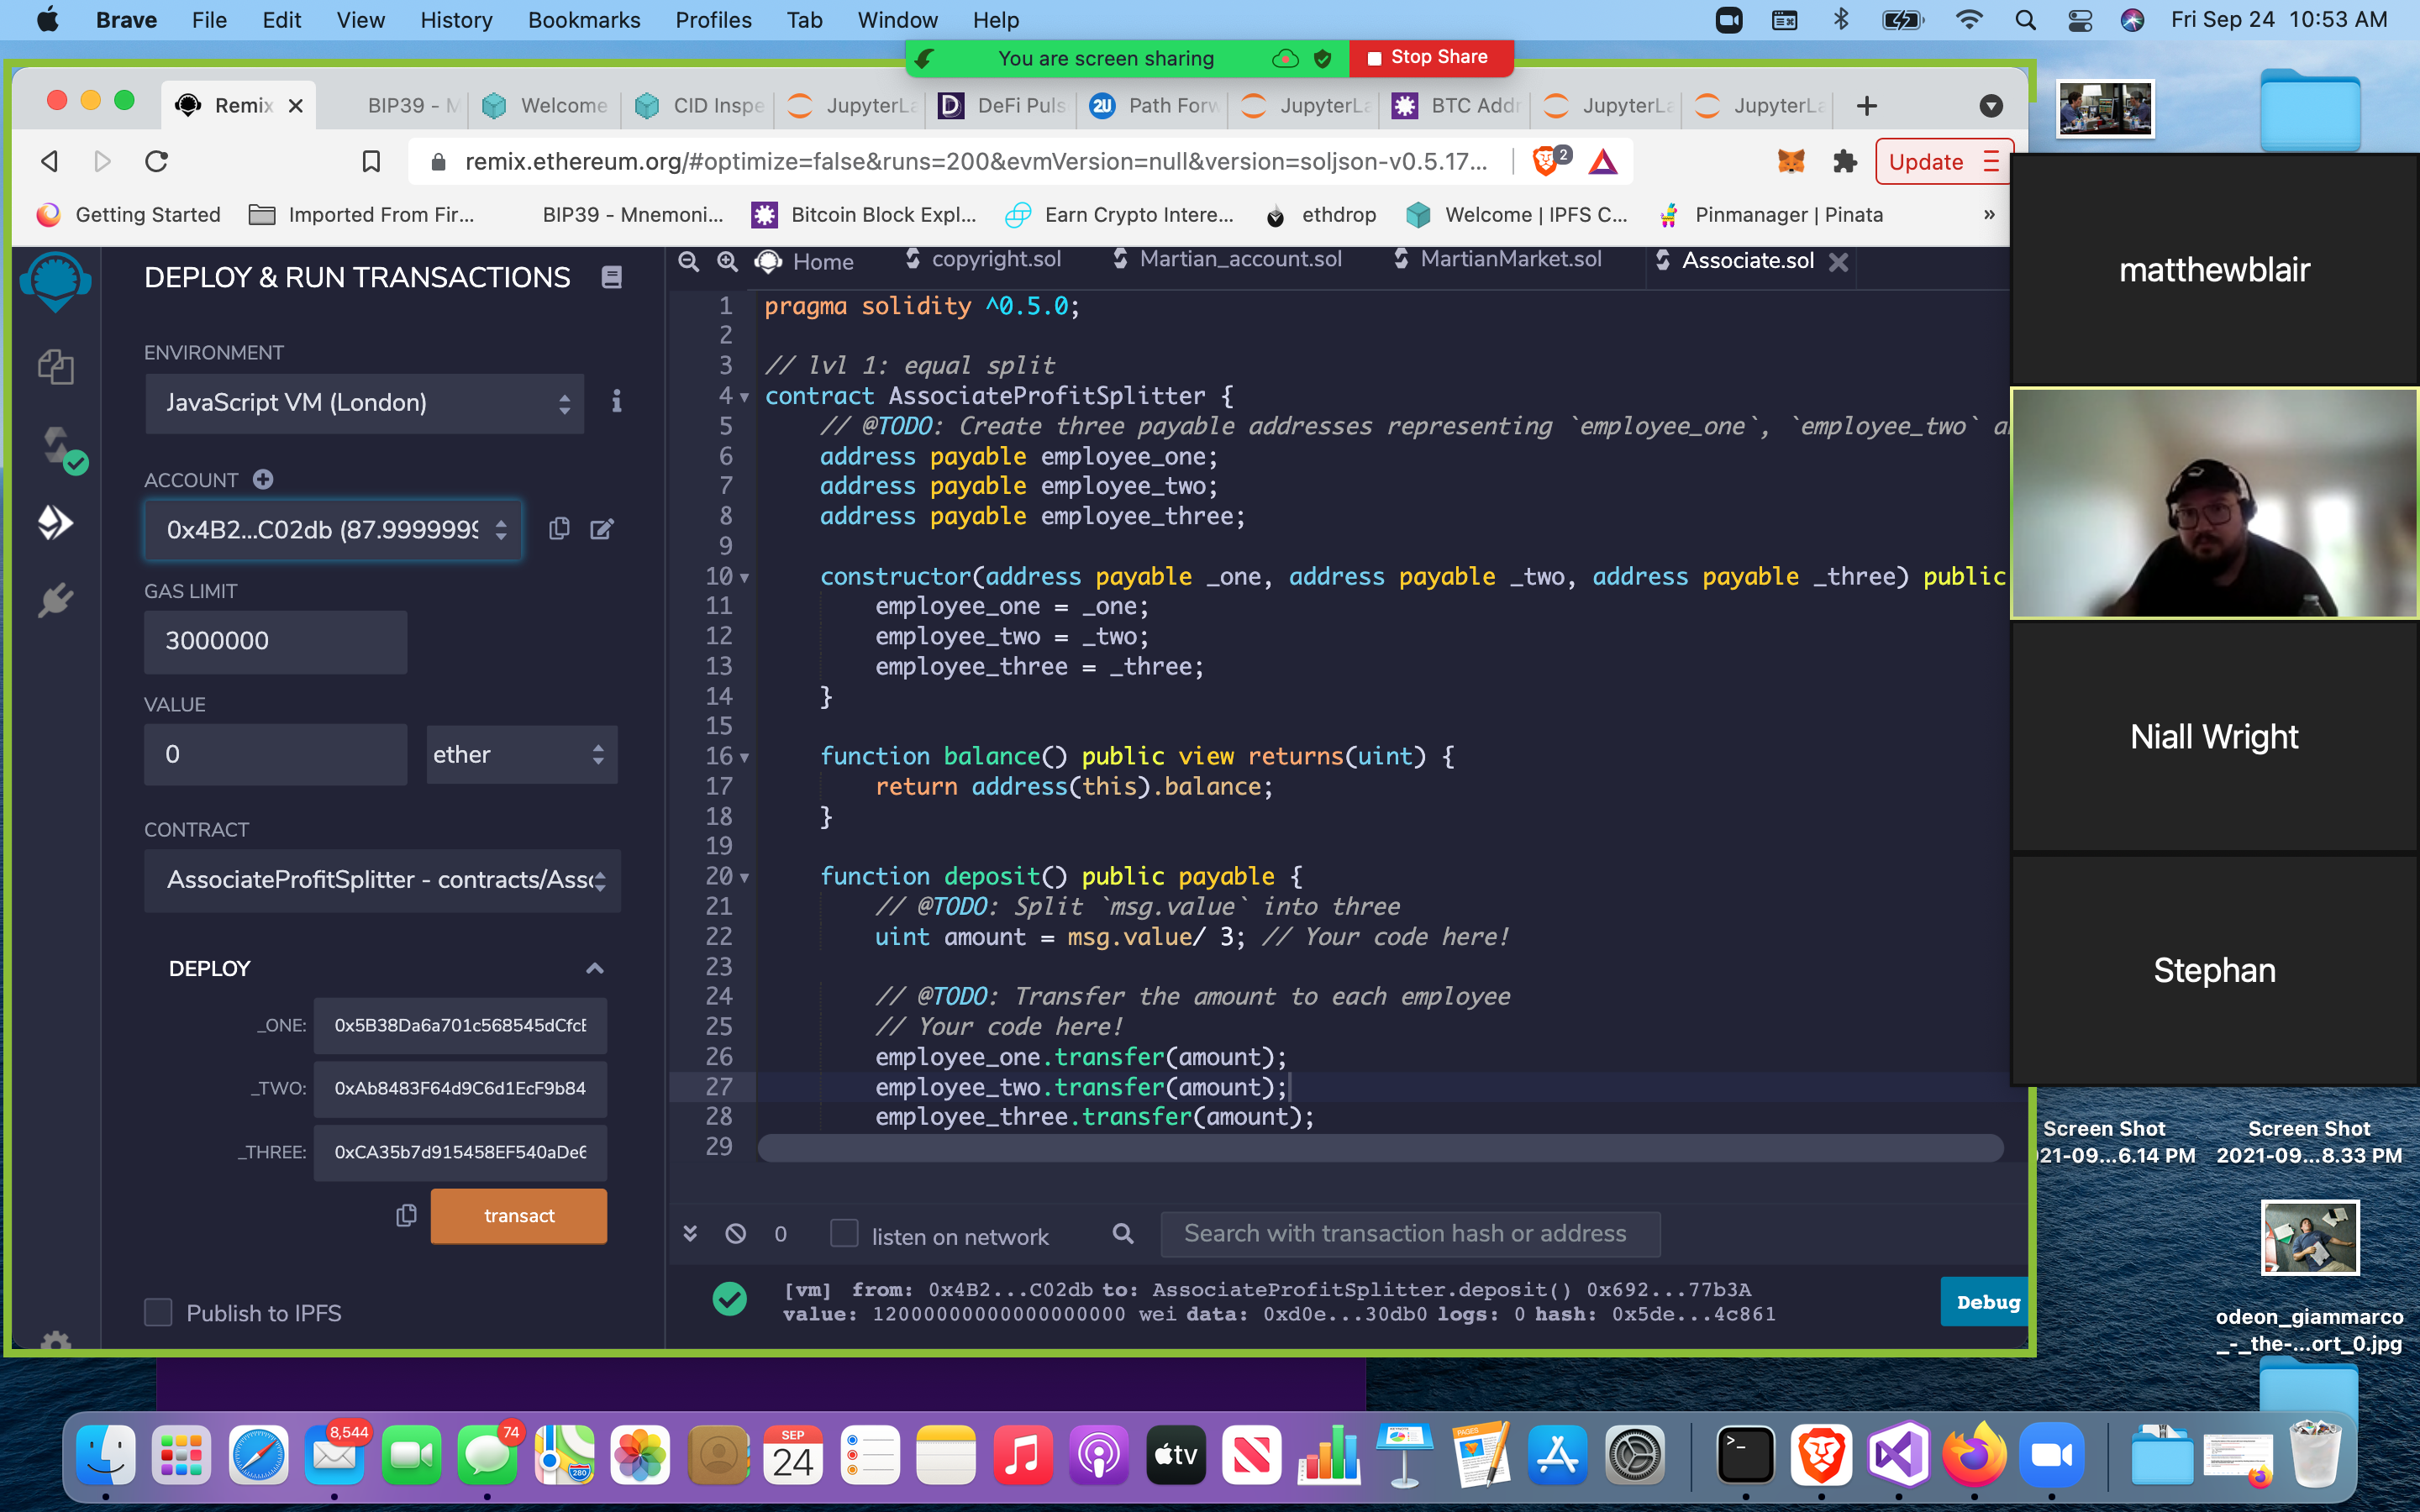 Brave File Edit View History Bookmarks Profiles Tab Window Help Fri Sep 24 10:53 AM
You are screen sharing Stop Share
Remix BIP39 - M Welcome CID Inspe JupyterLa DeFi Puls 2U Path Forw JupyterLa BTC Addr JupyterLa JupyterLa
remix.ethereum.org/#optimize=false&runs=200&evmVersion=null&version=soljson-v0.5.17... 2 Update
Getting Started Imported From Fir... BIP39 - Mnemoni... Bitcoin Block Expl... Earn Crypto Intere... ethdrop Welcome | IPFS C... Pinmanager | Pinata »
DEPLOY & RUN TRANSACTIONS
ENVIRONMENT
JavaScript VM (London)
ACCOUNT
0x4B2...C02db (87.9999999
GAS LIMIT
3000000
VALUE
0 ether
CONTRACT
AssociateProfitSplitter - contracts/Asso
DEPLOY
_ONE: 0x5B38Da6a701c568545dCfcB
_TWO: 0xAb8483F64d9C6d1EcF9b84
_THREE: 0xCA35b7d915458EF540aDe6
transact
Publish to IPFS
Home copyright.sol Martian_account.sol MartianMarket.sol Associate.sol
1 pragma solidity ^0.5.0;
2
3 // lvl 1: equal split
4 contract AssociateProfitSplitter {
5 // @TODO: Create three payable addresses representing `employee_one`, `employee_two` a
6 address payable employee_one;
7 address payable employee_two;
8 address payable employee_three;
9
10 constructor(address payable _one, address payable _two, address payable _three) public
11 employee_one = _one;
12 employee_two = _two;
13 employee_three = _three;
14 }
15
16 function balance() public view returns(uint) {
17 return address(this).balance;
18 }
19
20 function deposit() public payable {
21 // @TODO: Split `msg.value` into three
22 uint amount = msg.value/ 3; // Your code here!
23
24 // @TODO: Transfer the amount to each employee
25 // Your code here!
26 employee_one.transfer(amount);
27 employee_two.transfer(amount);
28 employee_three.transfer(amount);
29
0 listen on network Search with transaction hash or address
[vm] from: 0x4B2...C02db to: AssociateProfitSplitter.deposit() 0x692...77b3A
value: 12000000000000000000 wei data: 0xd0e...30db0 logs: 0 hash: 0x5de...4c861
Debug
matthewblair
Niall Wright
Stephan
Screen Shot
21-09...6.14 PM
Screen Shot
2021-09...8.33 PM
odeon_giammarco
_-_the-...ort_0.jpg
8,544
74
SEP
24
280
tv
PAGES
>_